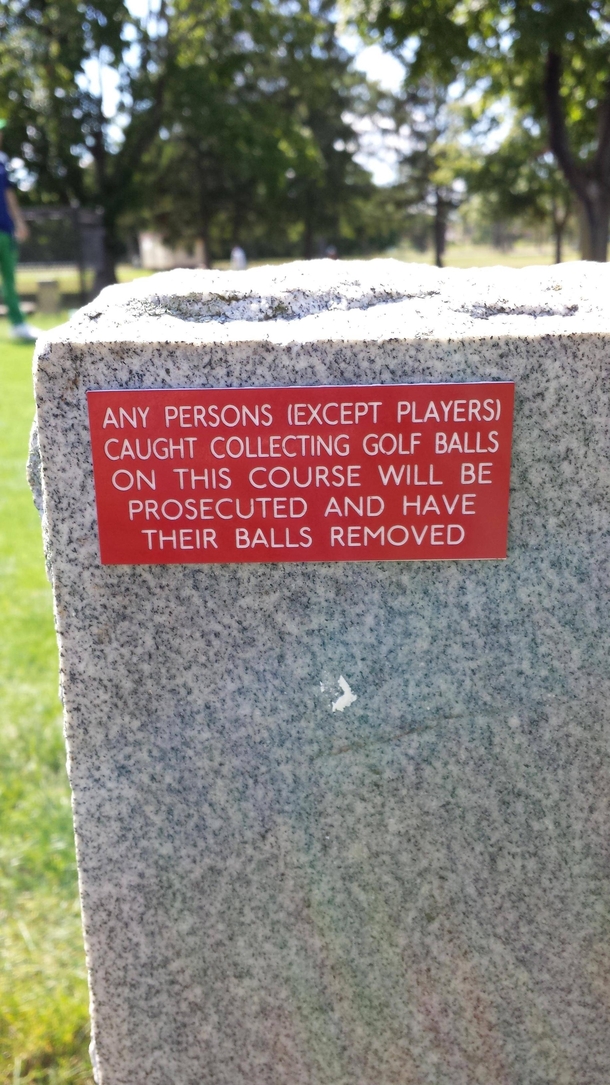 ANY PERSONS (EXCEPT PLAYERS)
CAUGHT COLLECTING GOLF BALLS
ON THIS COURSE WILL BE
PROSECUTED AND HAVE
THEIR BALLS REMOVED